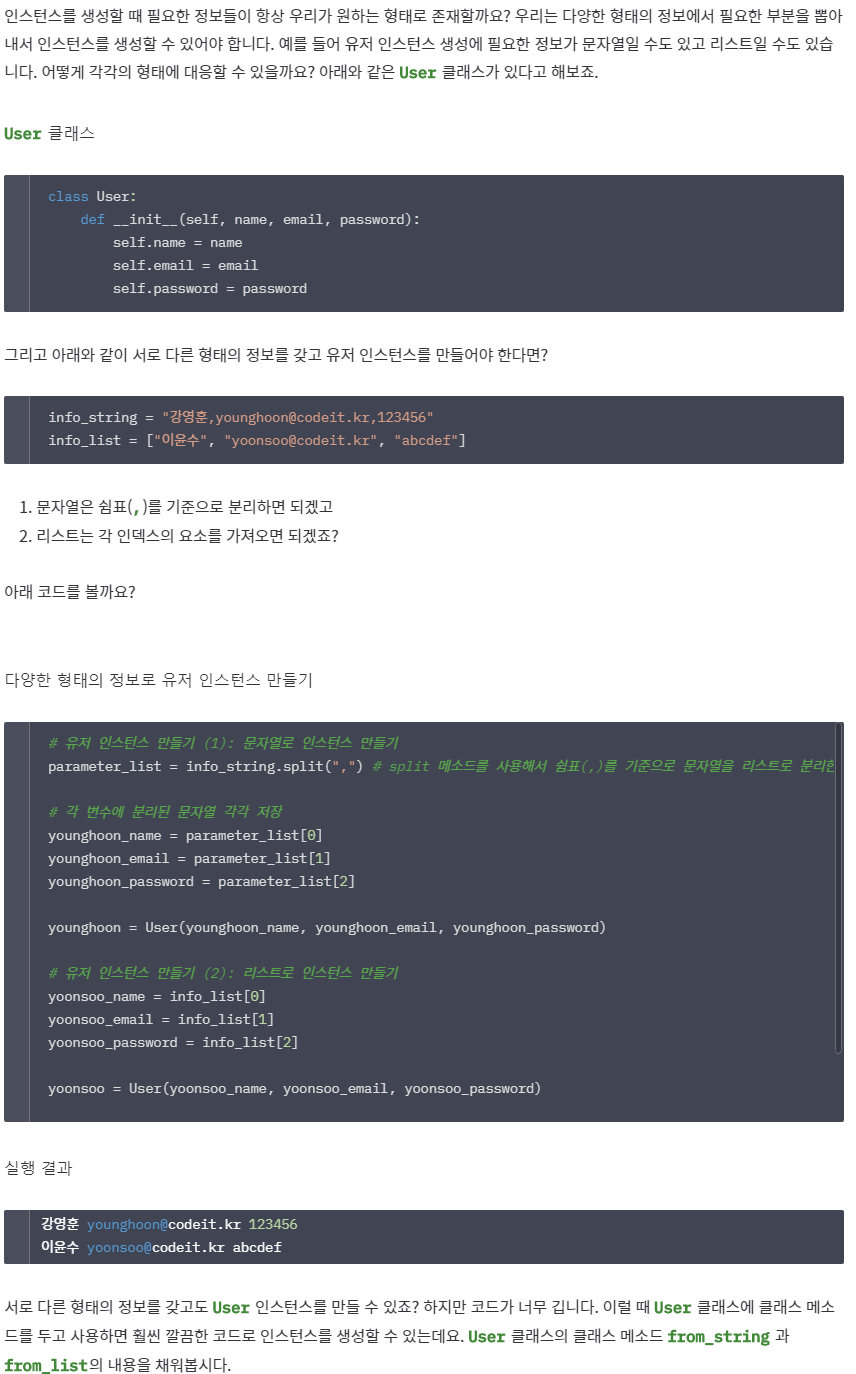 인스턴스를 생성할 때 필요한 정보들이 항상 우리가 원하는 형태로 존재할까요? 우리는 다양한 형태의 정보에서 필요한 부분을 뽑아
내서 인스턴스를 생성할 수 있어야 합니다. 예를 들어 유저 인스턴스 생성에 필요한 정보가 문자열일 수도 있고 리스트일 수도 있습
니다. 어떻게 각각의 형태에 대응할 수 있을까요? 아래와 같은 User 클래스가 있다고 해보죠.
User 클래스
class User:
    def __init__(self, name, email, password):
        self.name = name
        self.email = email
        self.password = password
그리고 아래와 같이 서로 다른 형태의 정보를 갖고 유저 인스턴스를 만들어야 한다면?
info_string = "강영훈,younghoon@codeit.kr,123456"
info_list = ["이윤수", "yoonsoo@codeit.kr", "abcdef"]
1. 문자열은 쉼표(,)를 기준으로 분리하면 되겠고
2. 리스트는 각 인덱스의 요소를 가져오면 되겠죠?
아래 코드를 볼까요?
다양한 형태의 정보로 유저 인스턴스 만들기
# 유저 인스턴스 만들기 (1): 문자열로 인스턴스 만들기
parameter_list = info_string.split(",") # split 메소드를 사용해서 쉼표(,)를 기준으로 문자열을 리스트로 분리한
# 각 변수에 분리된 문자열 각각 저장
younghoon_name = parameter_list[0]
younghoon_email = parameter_list[1]
younghoon_password = parameter_list[2]
younghoon = User(younghoon_name, younghoon_email, younghoon_password)
# 유저 인스턴스 만들기 (2): 리스트로 인스턴스 만들기
yoonsoo_name = info_list[0]
yoonsoo_email = info_list[1]
yoonsoo_password = info_list[2]
yoonsoo = User(yoonsoo_name, yoonsoo_email, yoonsoo_password)
실행 결과
강영훈 younghoon@codeit.kr 123456
이윤수 yoonsoo@codeit.kr abcdef
서로 다른 형태의 정보를 갖고도 User 인스턴스를 만들 수 있죠? 하지만 코드가 너무 깁니다. 이럴 때 User 클래스에 클래스 메소
드를 두고 사용하면 훨씬 깔끔한 코드로 인스턴스를 생성할 수 있는데요. User 클래스의 클래스 메소드 from_string 과
from_list의 내용을 채워봅시다.